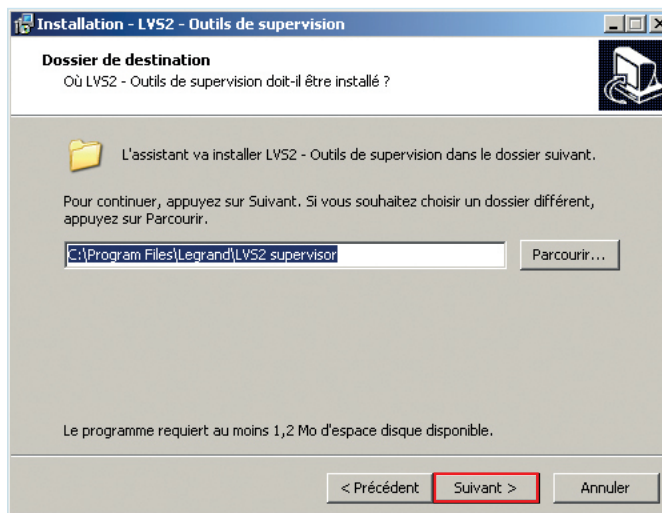 Installation - LVS2 - Outils de supervision
Dossier de destination
Où LVS2 - Outils de supervision doit-il être installé ?
L'assistant va installer LVS2 - Outils de supervision dans le dossier suivant.
Pour continuer, appuyez sur Suivant. Si vous souhaitez choisir un dossier différent,
appuyez sur Parcourir.
C:\Program Files\Legrand\LVS2 supervisor
Parcourir...
Le programme requiert au moins 1,2 Mo d'espace disque disponible.
< Précédent
Suivant >
Annuler